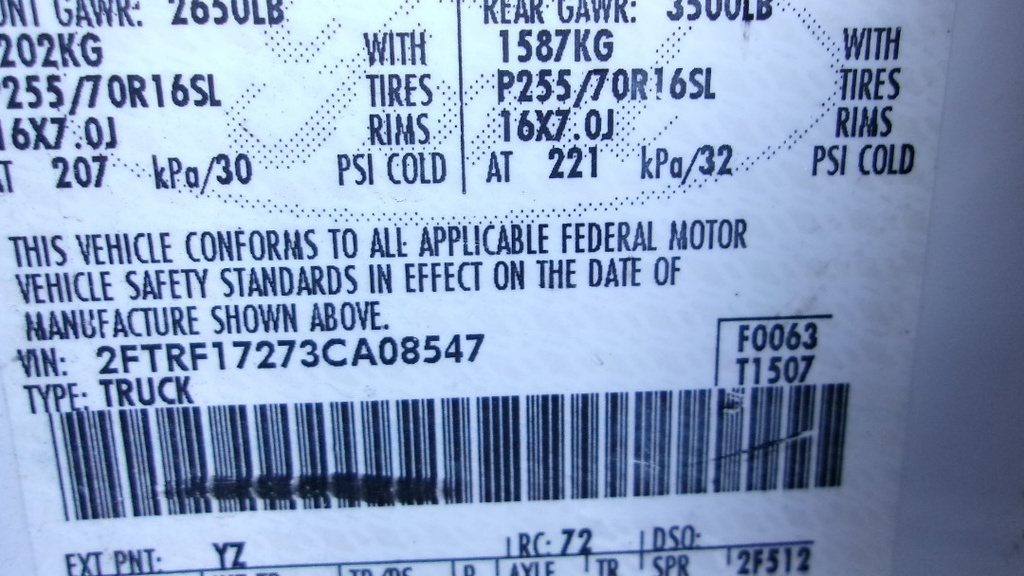 GAWR: 2650LB REAR GAWR: 3500LB
202KG WITH 1587KG WITH
P255/70R16SL TIRES P255/70R16SL TIRES
16X7.0J RIMS 16X7.0J RIMS
AT 207 kPa/30 PSI COLD AT 221 kPa/32 PSI COLD
THIS VEHICLE CONFORMS TO ALL APPLICABLE FEDERAL MOTOR
VEHICLE SAFETY STANDARDS IN EFFECT ON THE DATE OF
MANUFACTURE SHOWN ABOVE.
VIN: 2FTRF17273CA08547 F0063
TYPE: TRUCK T1507
EXT PNT: YZ RC: 72 DSO:
AXLE TR SPR 2F512